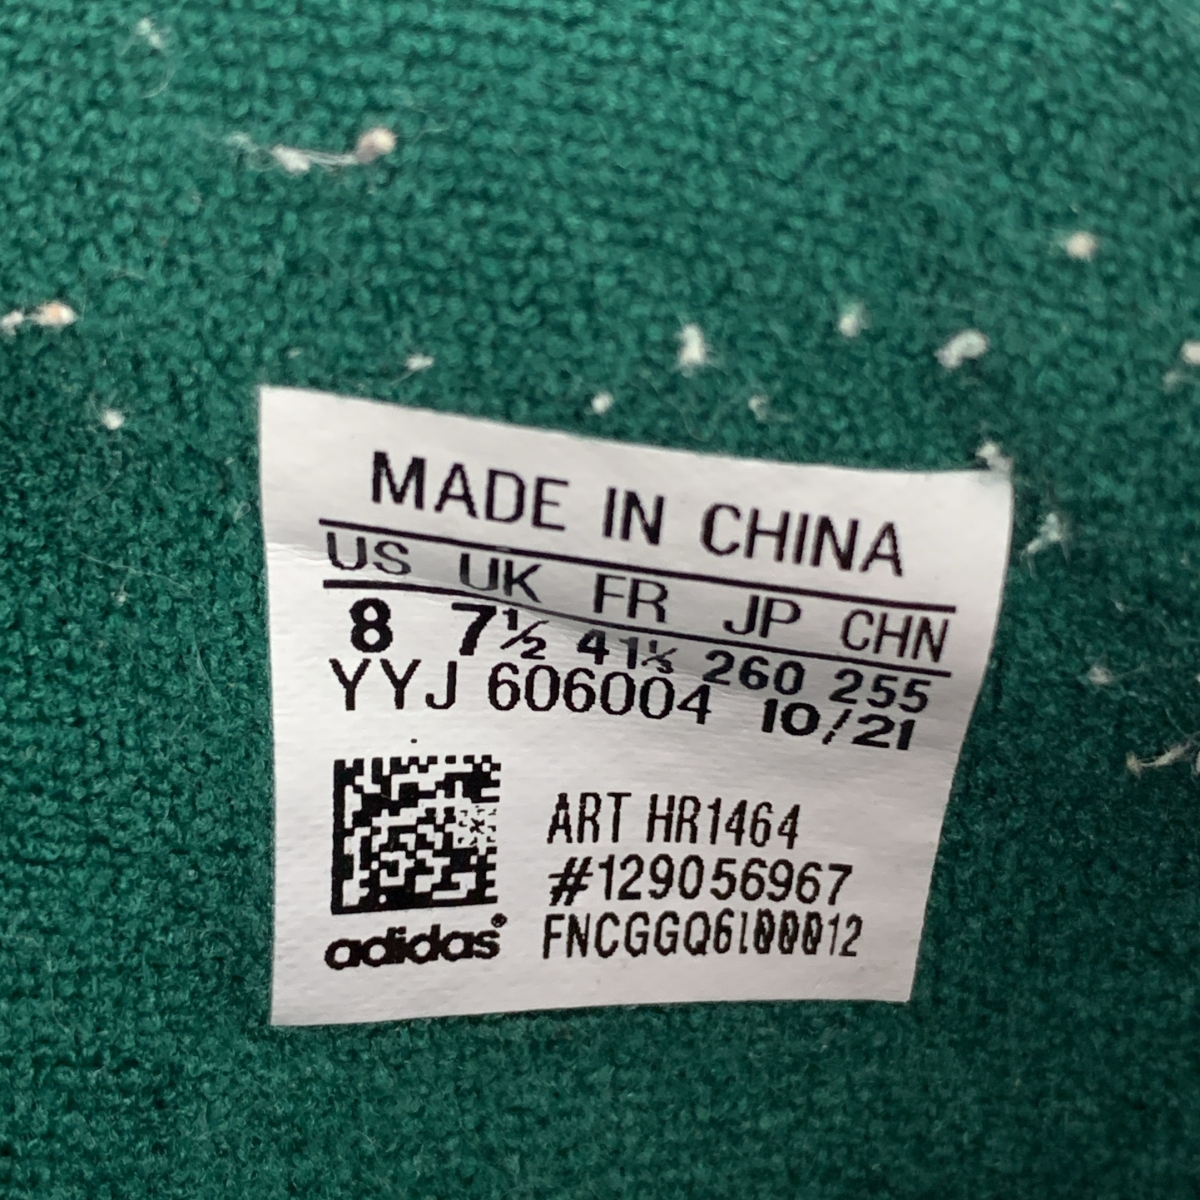 MADE IN CHINA
US UK FR JP CHN
8 7½ 41⅓ 260 255
YYJ 606004 10/21
ART HR1464
#129056967
FNCGGQ6100012
adidas®